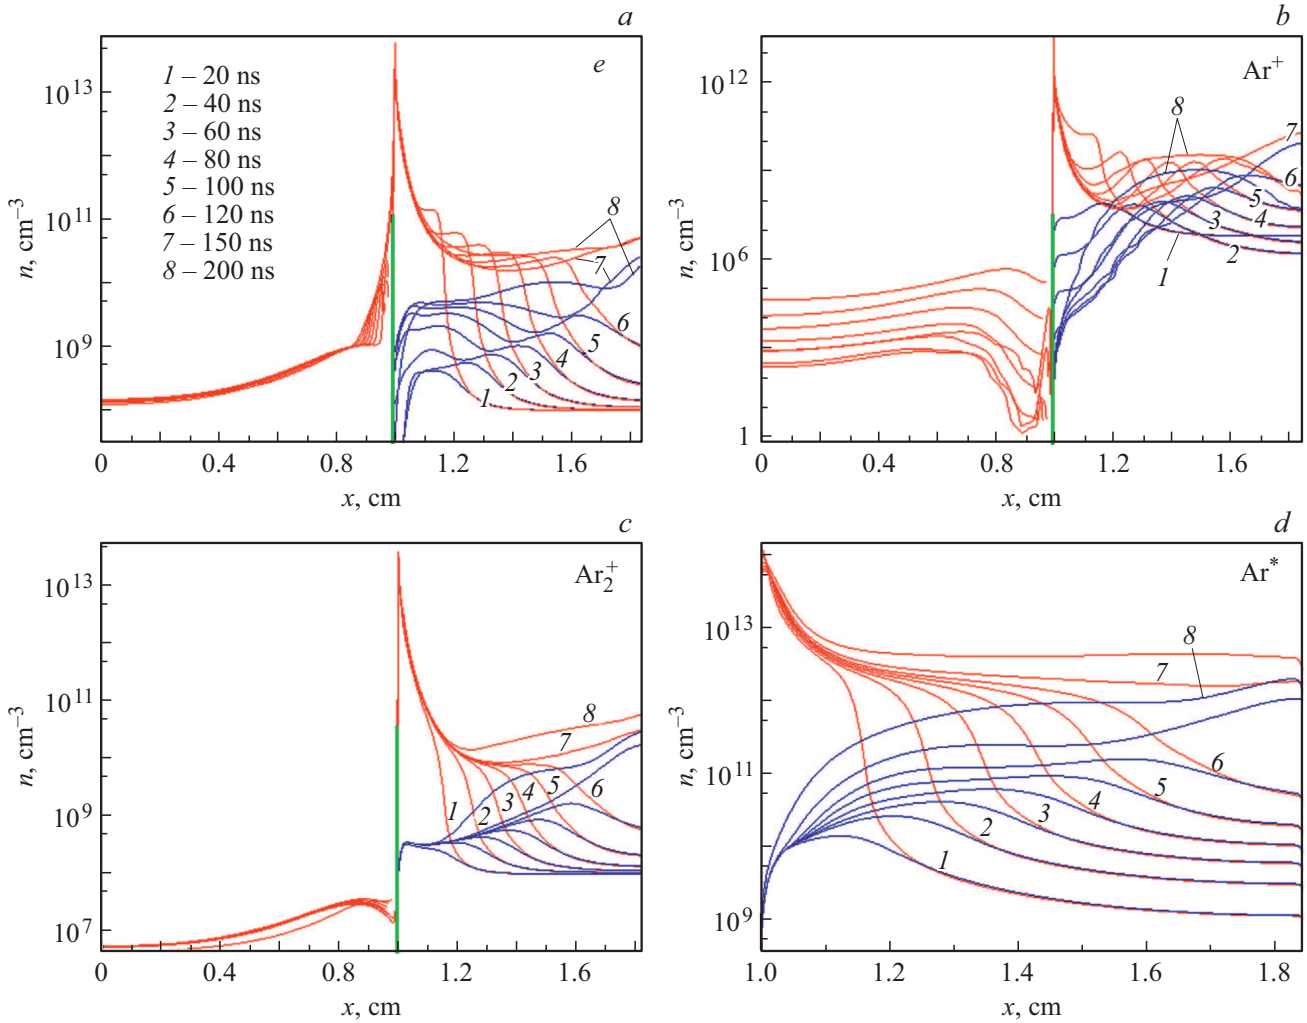 a
e
1 – 20 ns
2 – 40 ns
3 – 60 ns
4 – 80 ns
5 – 100 ns
6 – 120 ns
7 – 150 ns
8 – 200 ns
10^13
10^11
10^9
n, cm^−3
8
7
6
5
4
3
2
1
0 0.4 0.8 1.2 1.6
x, cm
b
Ar^+
10^12
10^6
1
n, cm^−3
8
7
6
5
4
3
2
1
0 0.4 0.8 1.2 1.6
x, cm
c
Ar_2^+
10^13
10^11
10^9
10^7
n, cm^−3
8
7
1 2 3 4 5 6
0 0.4 0.8 1.2 1.6
x, cm
d
Ar^*
10^13
10^11
10^9
n, cm^−3
8
7
6
5
4
3
2
1
1.0 1.2 1.4 1.6 1.8
x, cm